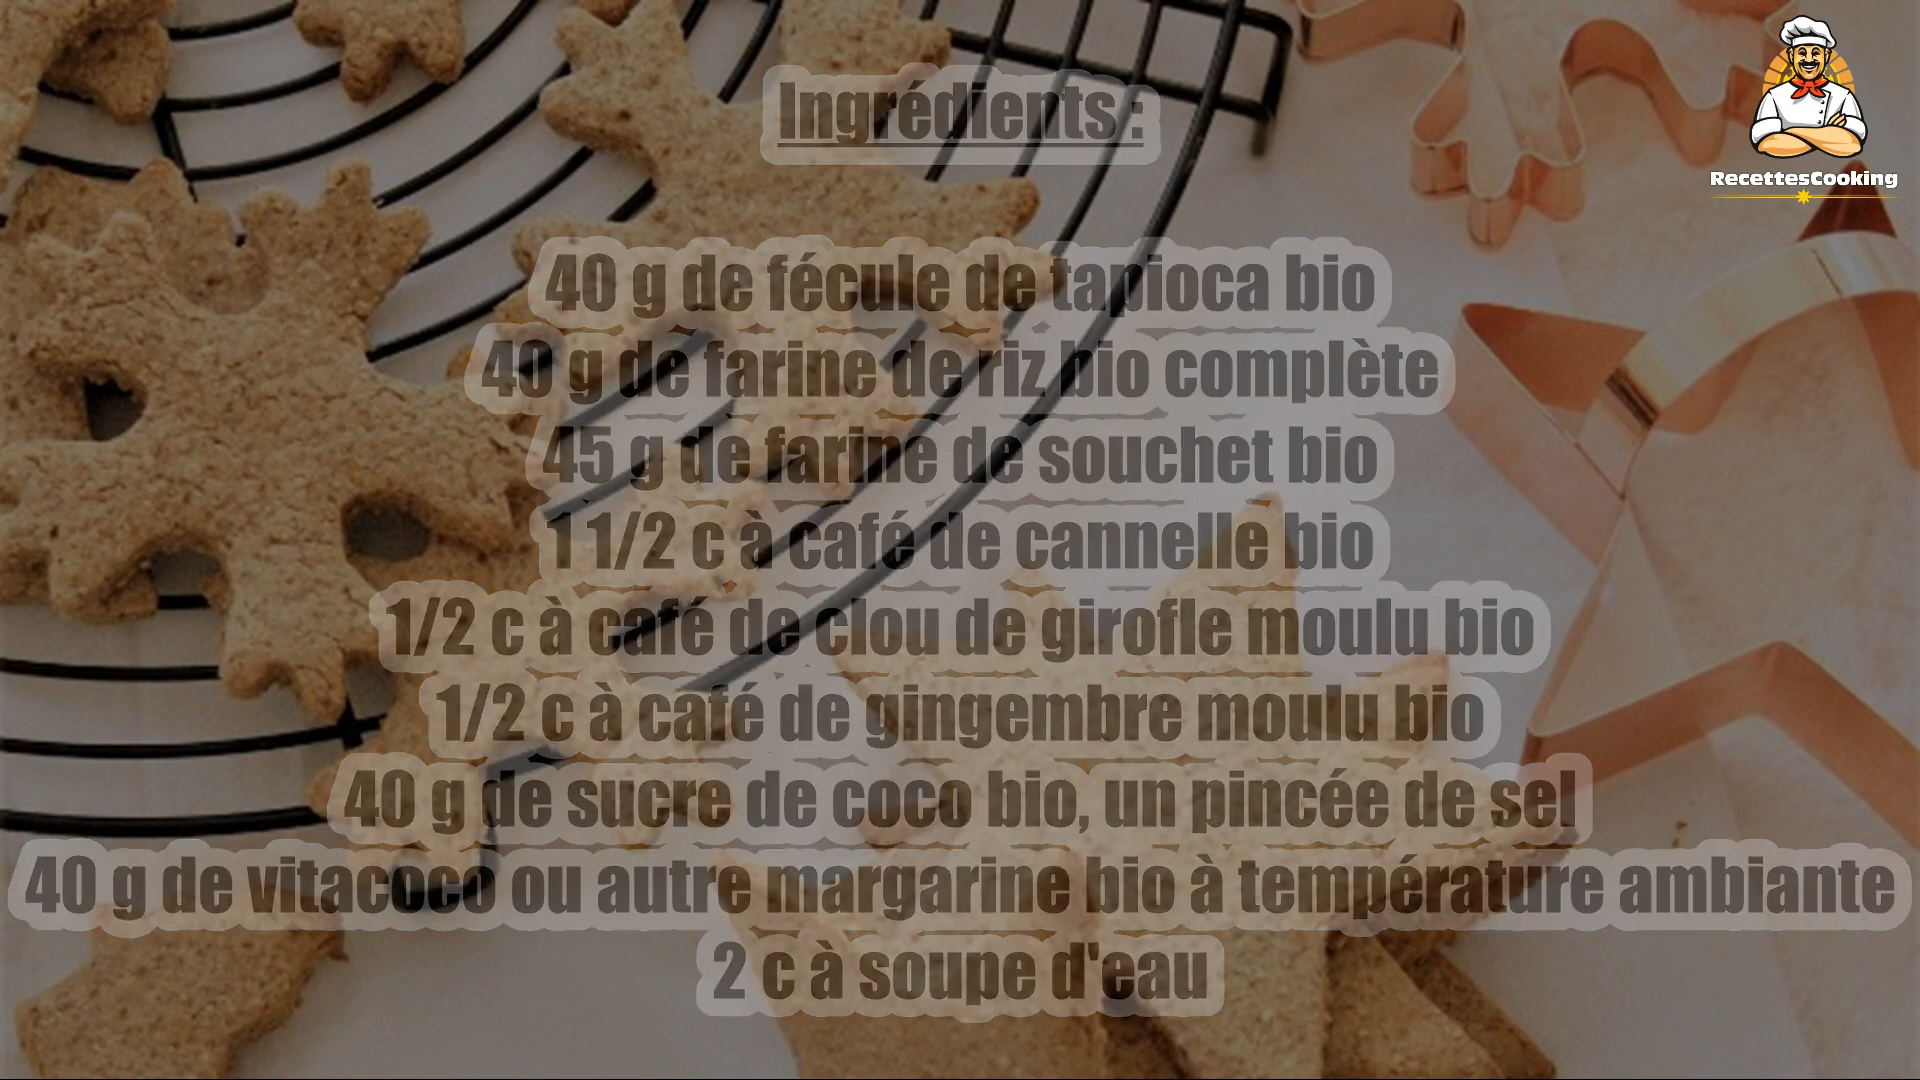 Ingrédients :
RecettesCooking
40 g de fécule de tapioca bio
40 g de farine de riz bio complète
45 g de farine de souchet bio
1 1/2 c à café de cannelle bio
1/2 c à café de clou de girofle moulu bio
1/2 c à café de gingembre moulu bio
40 g de sucre de coco bio, un pincée de sel
40 g de vitacoco ou autre margarine bio à température ambiante
2 c à soupe d'eau